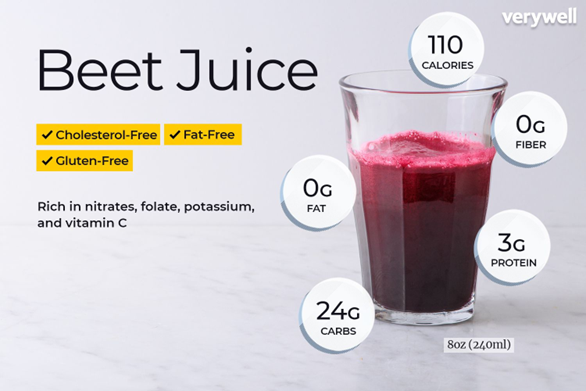 verywell
Beet Juice
Cholesterol-Free
Fat-Free
Gluten-Free
Rich in nitrates, folate, potassium,
and vitamin C
110
CALORIES
0G
FIBER
0G
FAT
3G
PROTEIN
24G
CARBS
8oz (240ml)